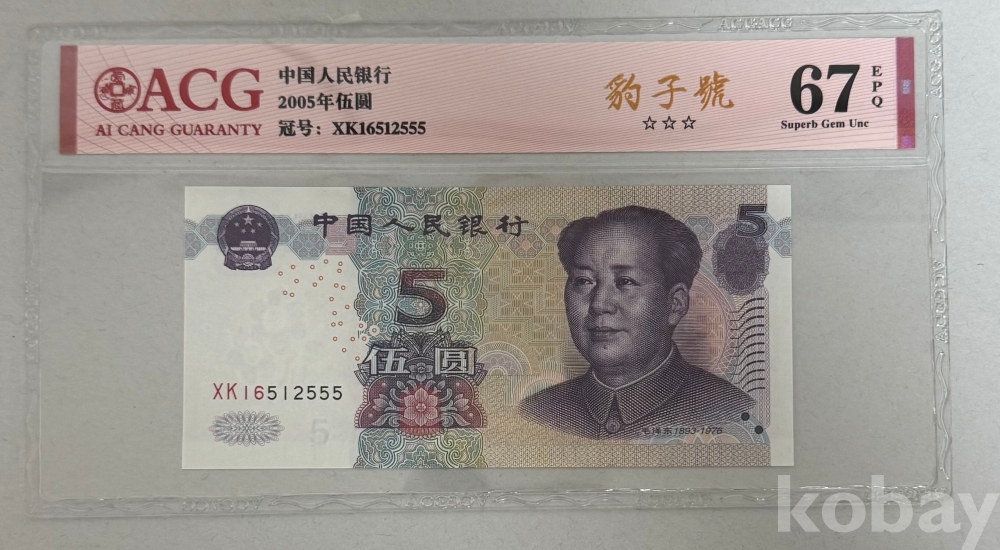 ACG
AI CANG GUARANTY
中国人民银行
2005年伍圆
冠号：XK16512555
豹子號
☆☆☆
67
EPQ
Superb Gem Unc
中国人民银行
5
5
伍圆
XK16512555
5
毛泽东1893-1976
kobay